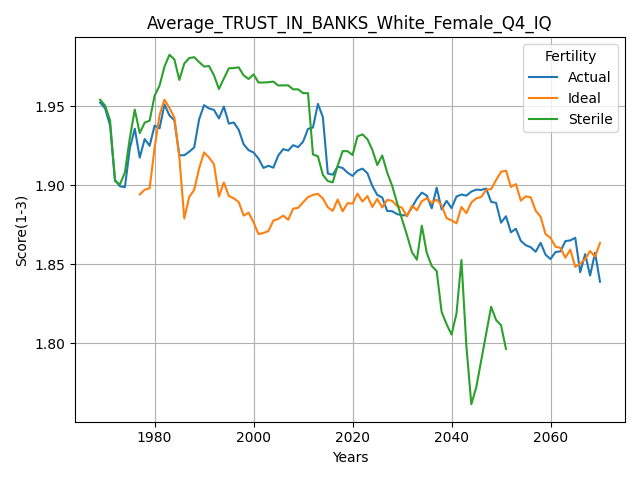 Average_TRUST_IN_BANKS_White_Female_Q4_IQ
Fertility
Actual
Ideal
Sterile
Score(1-3)
1.95
1.90
1.85
1.80
1980
2000
2020
2040
2060
Years